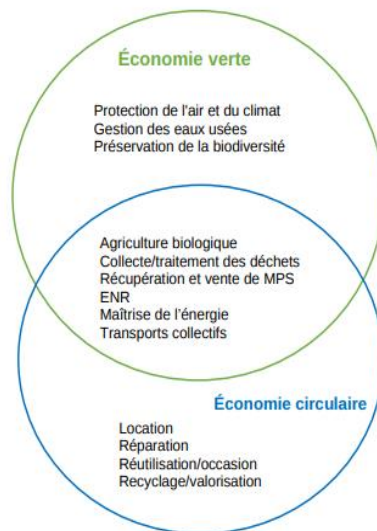 Économie verte
Protection de l'air et du climat
Gestion des eaux usées
Préservation de la biodiversité
Agriculture biologique
Collecte/traitement des déchets
Récupération et vente de MPS
ENR
Maîtrise de l'énergie
Transports collectifs
Économie circulaire
Location
Réparation
Réutilisation/occasion
Recyclage/valorisation